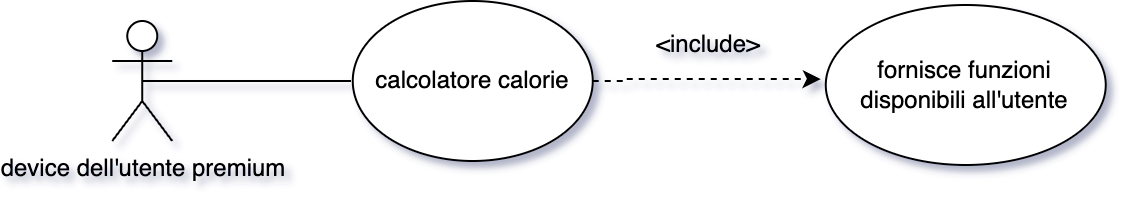 <include>
calcolatore calorie
fornisce funzioni
disponibili all'utente
device dell'utente premium